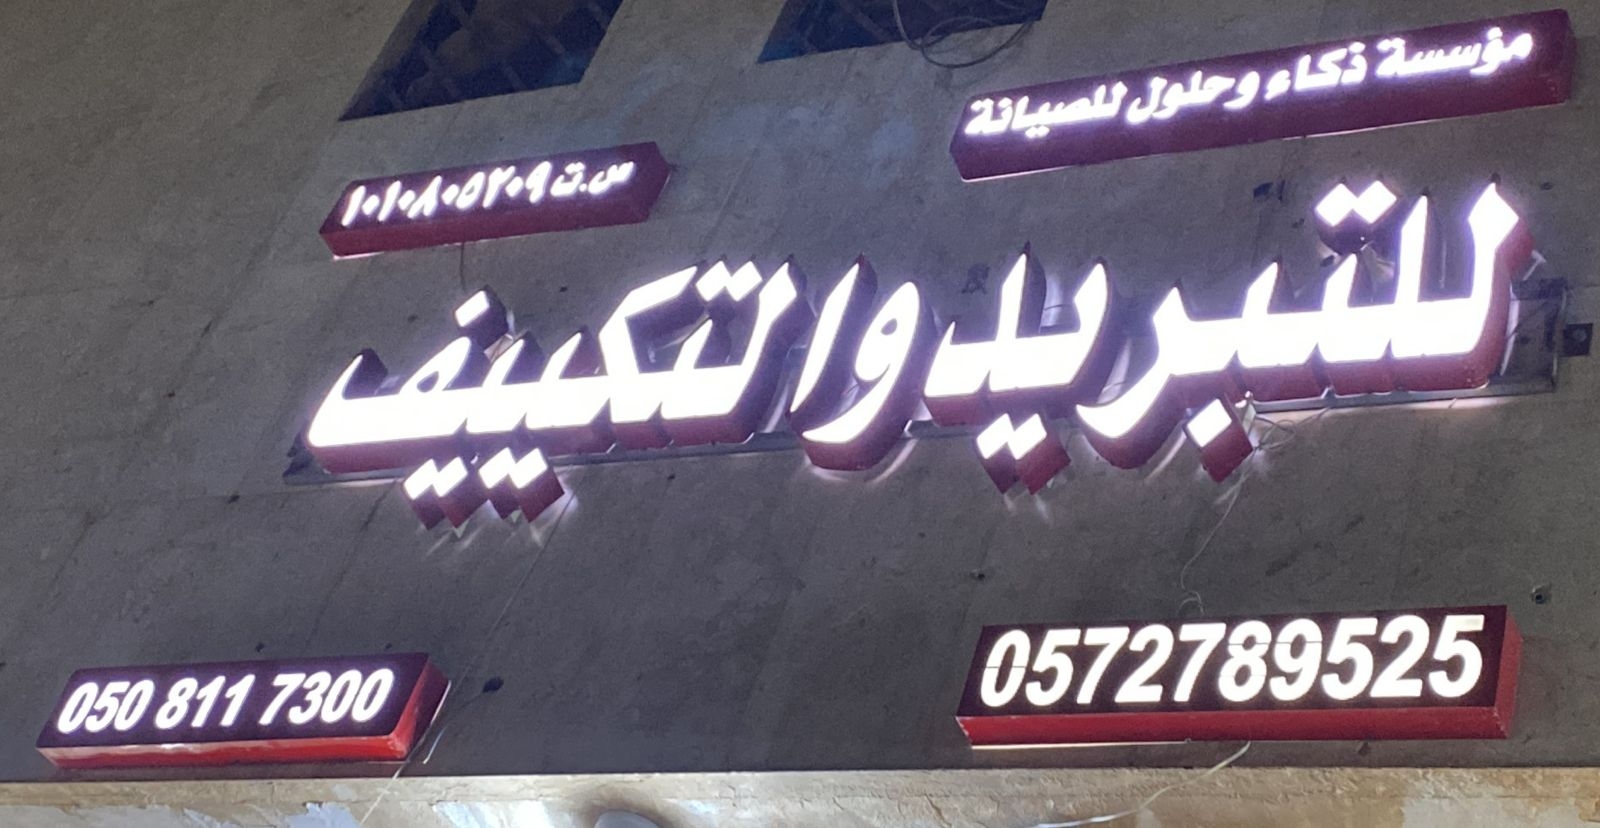 مؤسسة ذكاء وحلول للصيانة
س.ت ١٠١٠٨٠٥٢٠٩
للتبريد والتكييف
0572789525
050 811 7300